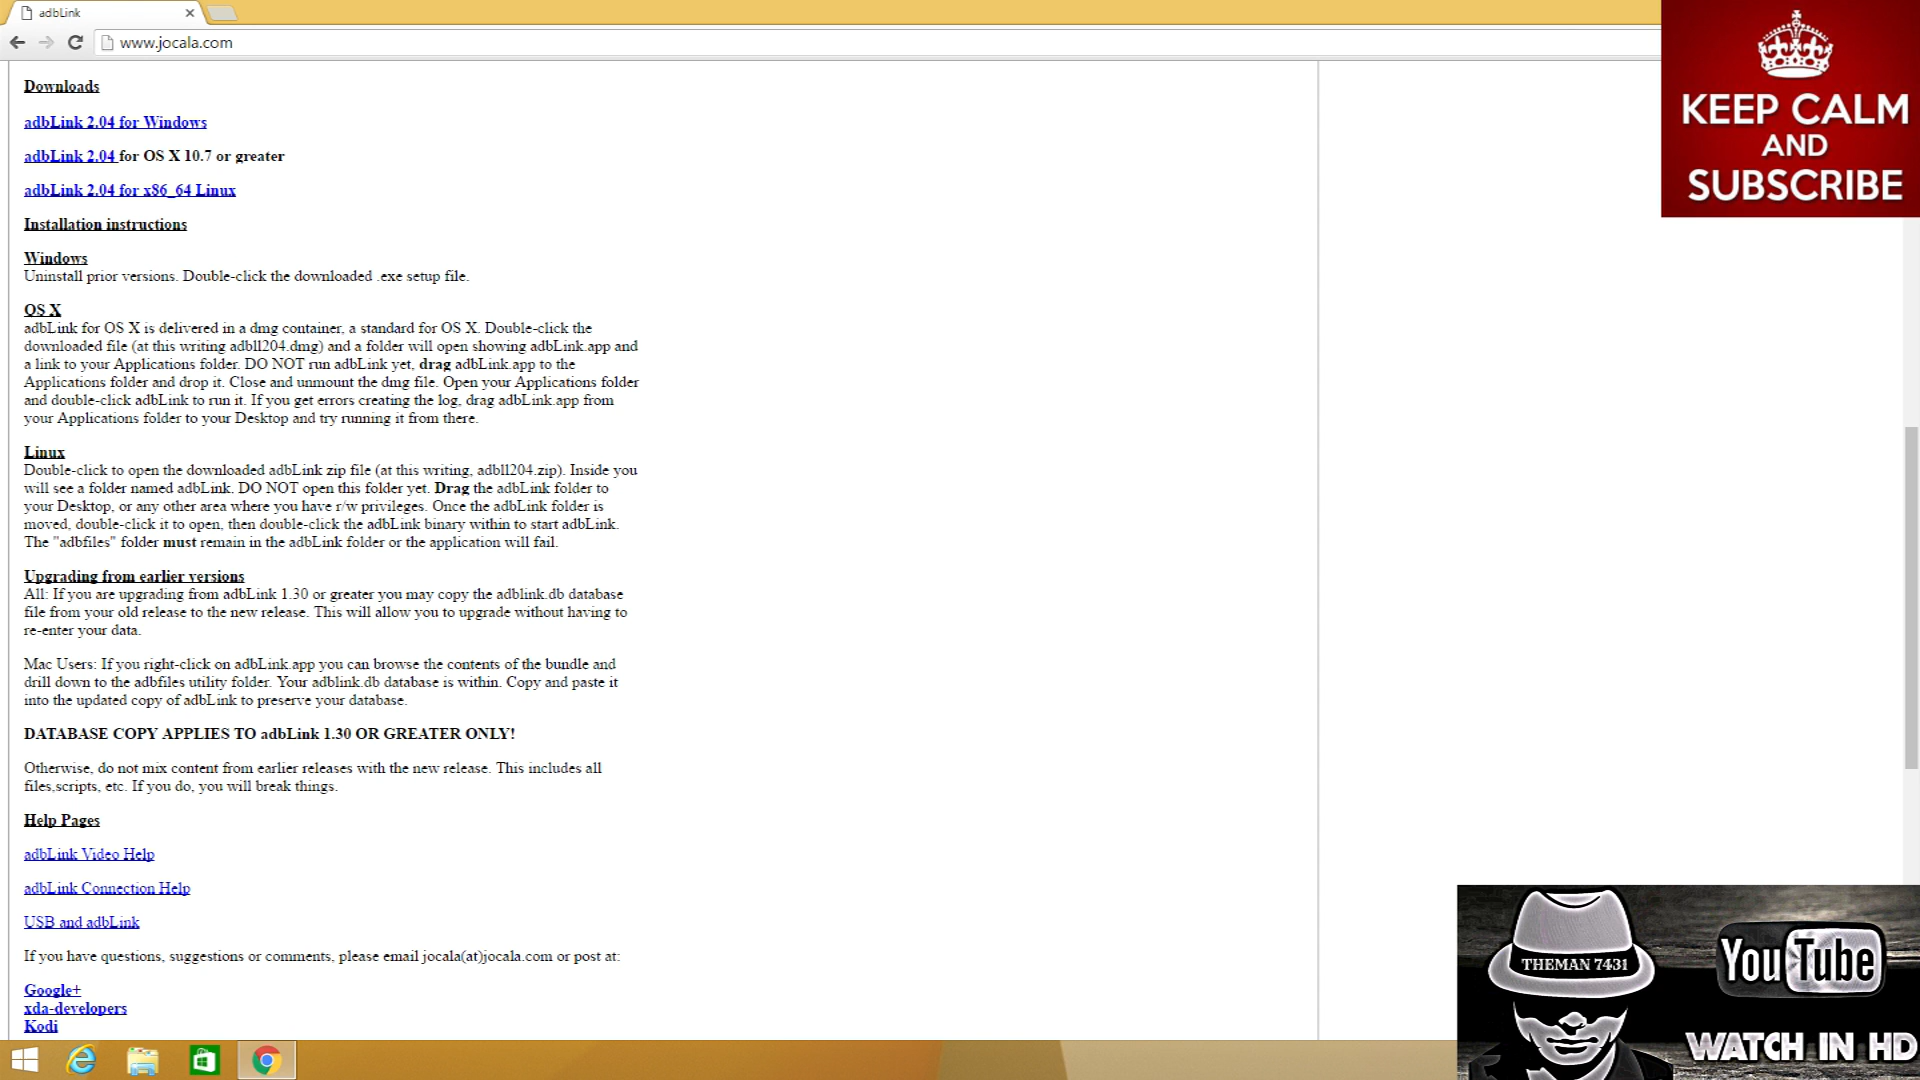 adbLink
www.jocala.com
Downloads
adbLink 2.04 for Windows
adbLink 2.04 for OS X 10.7 or greater
adbLink 2.04 for x86_64 Linux
Installation instructions
Windows
Uninstall prior versions. Double-click the downloaded .exe setup file.
OS X
adbLink for OS X is delivered in a dmg container, a standard for OS X. Double-click the
downloaded file (at this writing adbll204.dmg) and a folder will open showing adbLink.app and
a link to your Applications folder. DO NOT run adbLink yet, drag adbLink.app to the
Applications folder and drop it. Close and unmount the dmg file. Open your Applications folder
and double-click adbLink to run it. If you get errors creating the log, drag adbLink.app from
your Applications folder to your Desktop and try running it from there.
Linux
Double-click to open the downloaded adbLink zip file (at this writing, adbll204.zip). Inside you
will see a folder named adbLink. DO NOT open this folder yet. Drag the adbLink folder to
your Desktop, or any other area where you have r/w privileges. Once the adbLink folder is
moved, double-click it to open, then double-click the adbLink binary within to start adbLink.
The "adbfiles" folder must remain in the adbLink folder or the application will fail.
Upgrading from earlier versions
All: If you are upgrading from adbLink 1.30 or greater you may copy the adblink.db database
file from your old release to the new release. This will allow you to upgrade without having to
re-enter your data.
Mac Users: If you right-click on adbLink.app you can browse the contents of the bundle and
drill down to the adbfiles utility folder. Your adblink.db database is within. Copy and paste it
into the updated copy of adbLink to preserve your database.
DATABASE COPY APPLIES TO adbLink 1.30 OR GREATER ONLY!
Otherwise, do not mix content from earlier releases with the new release. This includes all
files,scripts, etc. If you do, you will break things.
Help Pages
adbLink Video Help
adbLink Connection Help
USB and adbLink
If you have questions, suggestions or comments, please email jocala(at)jocala.com or post at:
Google+
xda-developers
Kodi
KEEP CALM
AND
SUBSCRIBE
THEMAN 7431
YouTube
WATCH IN HD